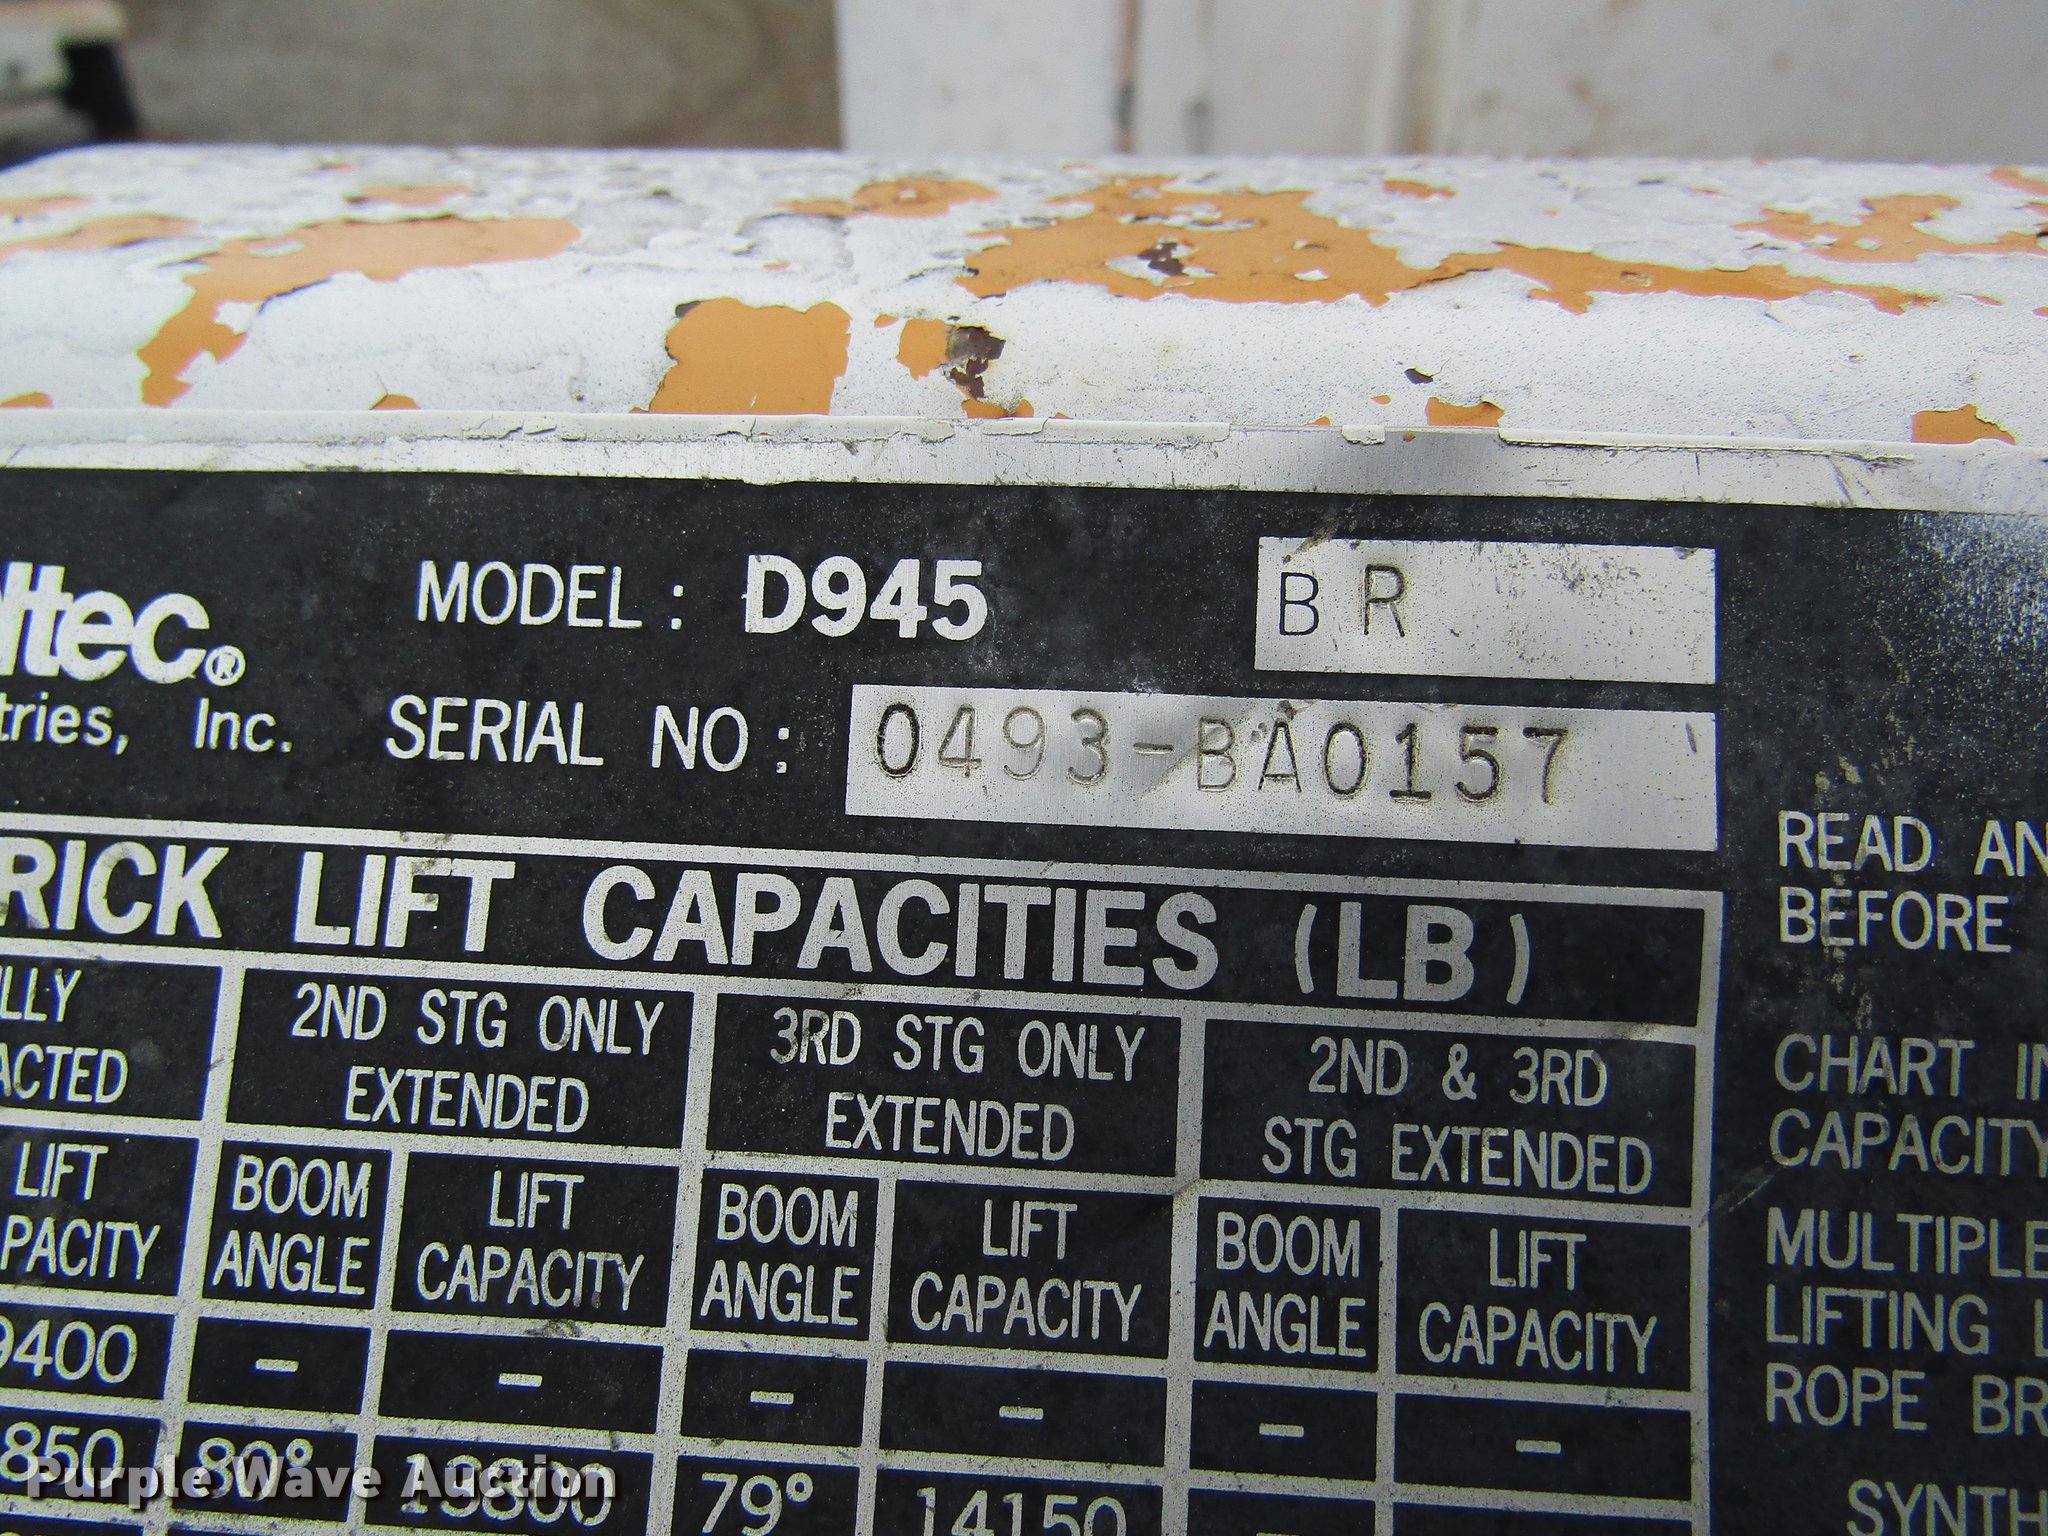 MODEL: D945 BR
ltec®
tries, Inc. SERIAL NO: 0493-BA0157
RICK LIFT CAPACITIES (LB)
LLY
ACTED
2ND STG ONLY
EXTENDED
3RD STG ONLY
EXTENDED
2ND & 3RD
STG EXTENDED
LIFT
PACITY
BOOM
ANGLE
LIFT
CAPACITY
BOOM
ANGLE
LIFT
CAPACITY
BOOM
ANGLE
LIFT
CAPACITY
9400 - - - - - -
850 80° 13800 79° 14150 -
READ AN
BEFORE
CHART IN
CAPACITY
MULTIPLE
LIFTING L
ROPE BR
SYNTH
Purple Wave Auction